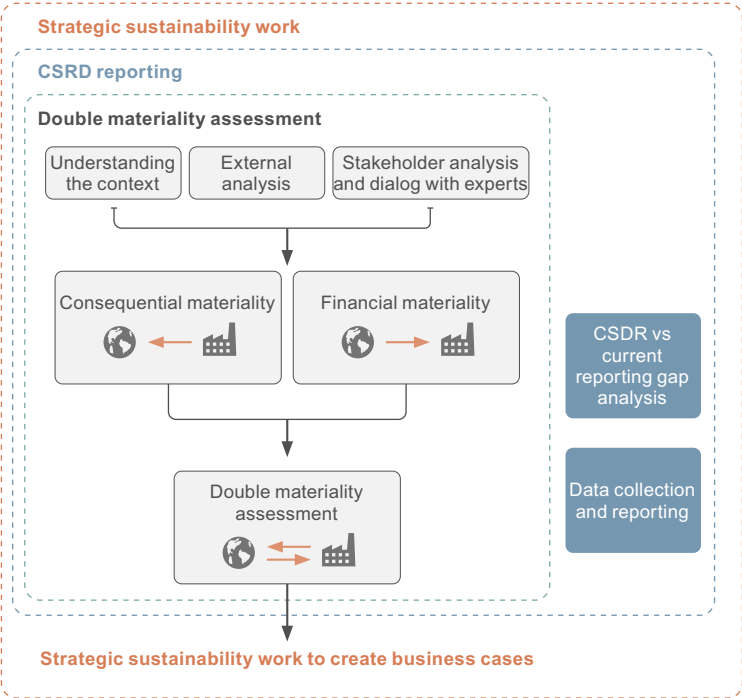 Strategic sustainability work
CSRD reporting
Double materiality assessment
Understanding
the context
External
analysis
Stakeholder analysis
and dialog with experts
Consequential materiality
Financial materiality
CSDR vs
current
reporting gap
analysis
Data collection
and reporting
Double materiality
assessment
Strategic sustainability work to create business cases